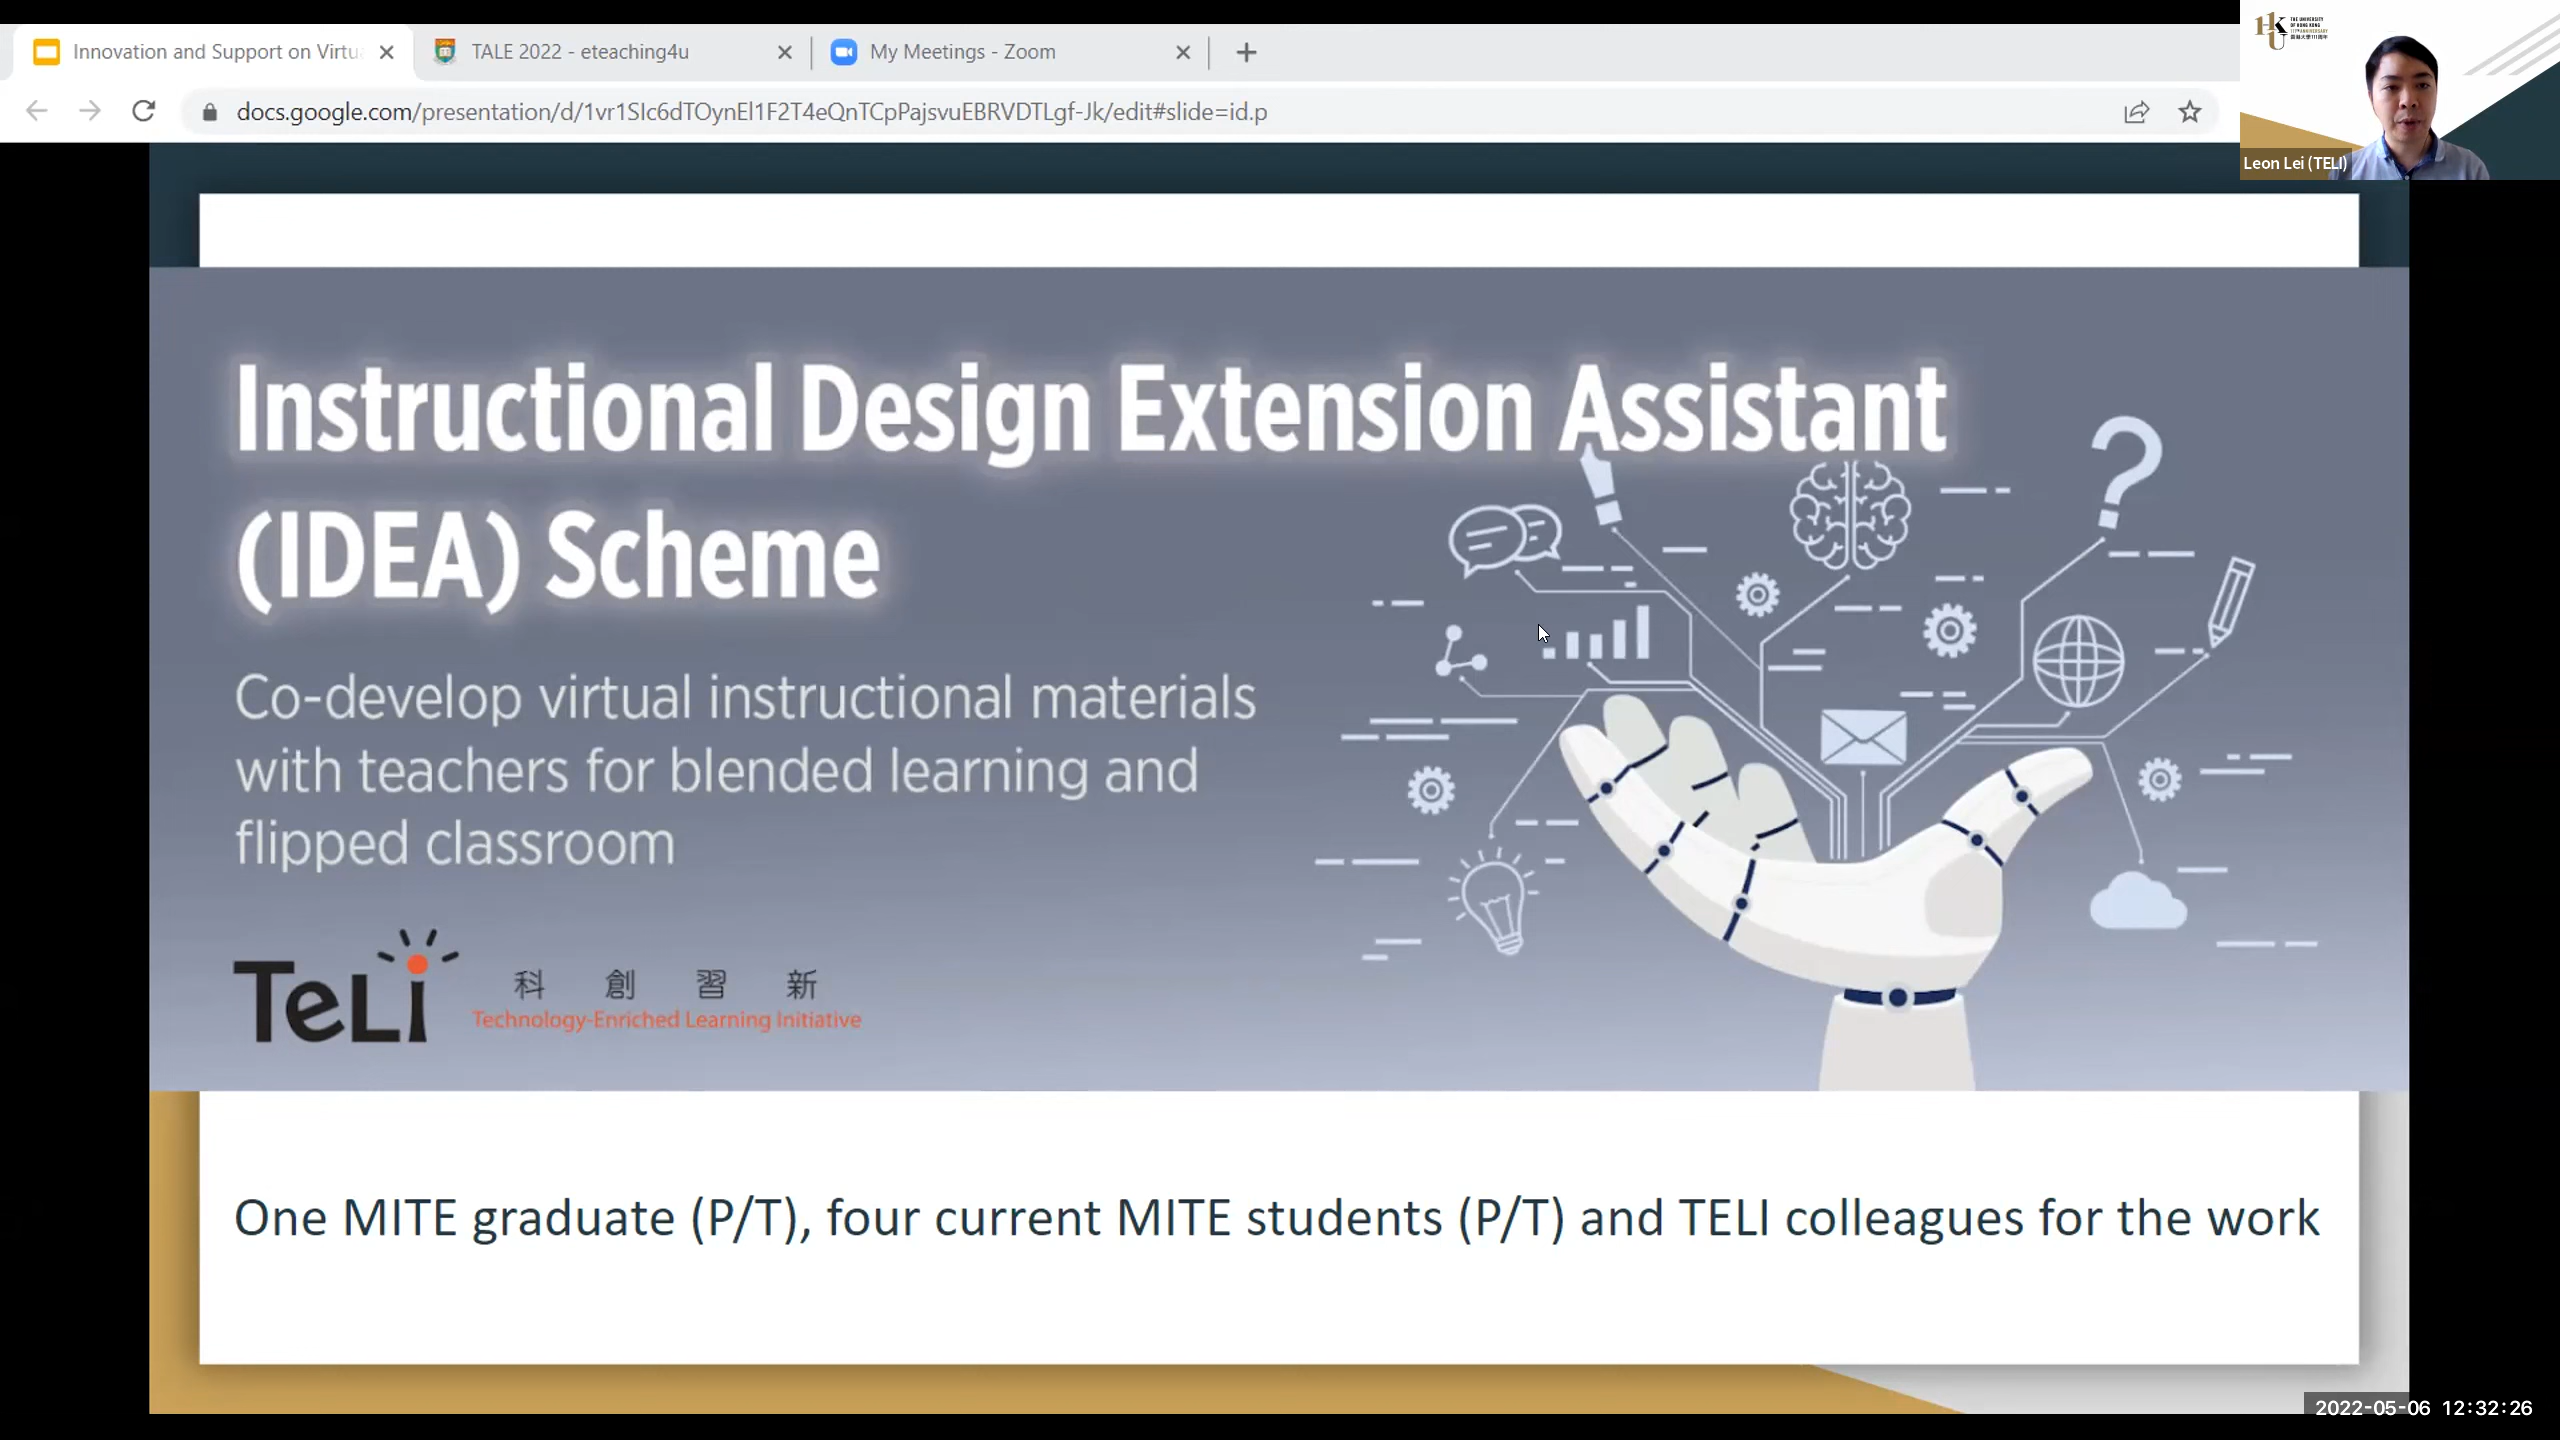 Innovation and Support on Virtu
TALE 2022 - eteaching4u
My Meetings - Zoom
docs.google.com/presentation/d/1vr1SIc6dTOynEl1F2T4eQnTCpPajsvuEBRVDTLgf-Jk/edit#slide=id.p
HKU
Leon Lei (TELI)
Instructional Design Extension Assistant
(IDEA) Scheme
Co-develop virtual instructional materials
with teachers for blended learning and
flipped classroom
TeLi
科 創 習 新
Technology-Enriched Learning Initiative
One MITE graduate (P/T), four current MITE students (P/T) and TELI colleagues for the work
2022-05-06 12:32:26